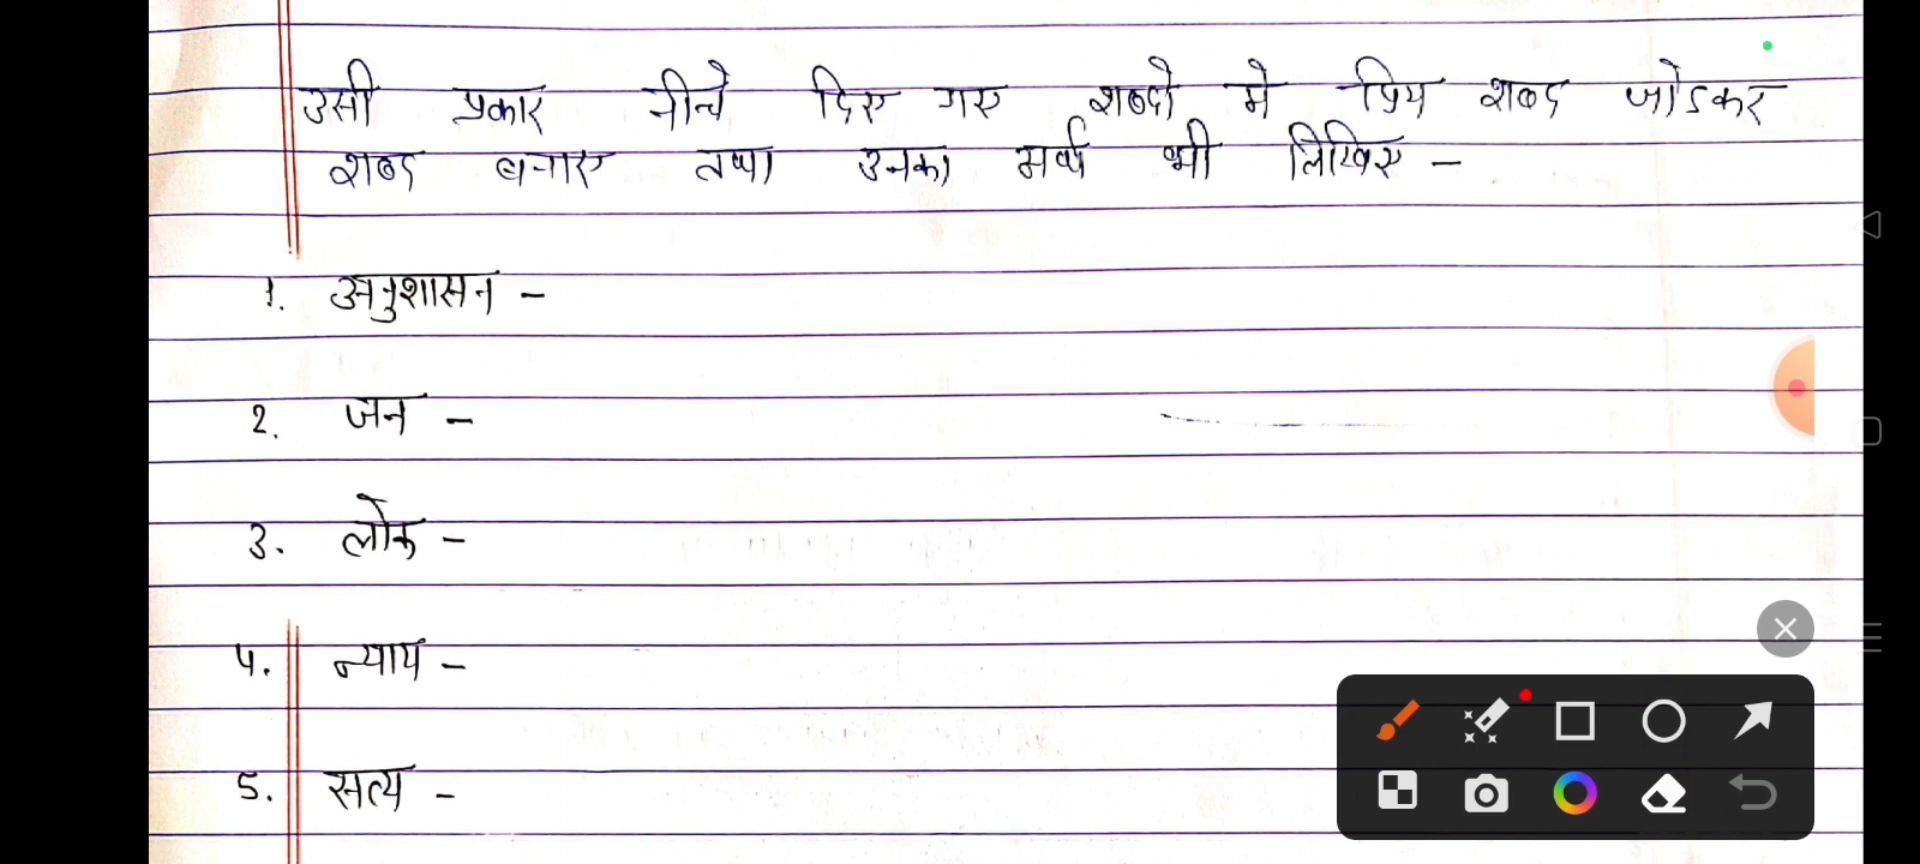 उसी प्रकार नीचे दिए गए शब्दो मे प्रिय शब्द जोडकर
शब्द बनाए तथा उनका अर्थ भी लिखिए -
1. अनुशासन -
2. जन -
3. लोक -
4. न्याय -
5. सत्य -